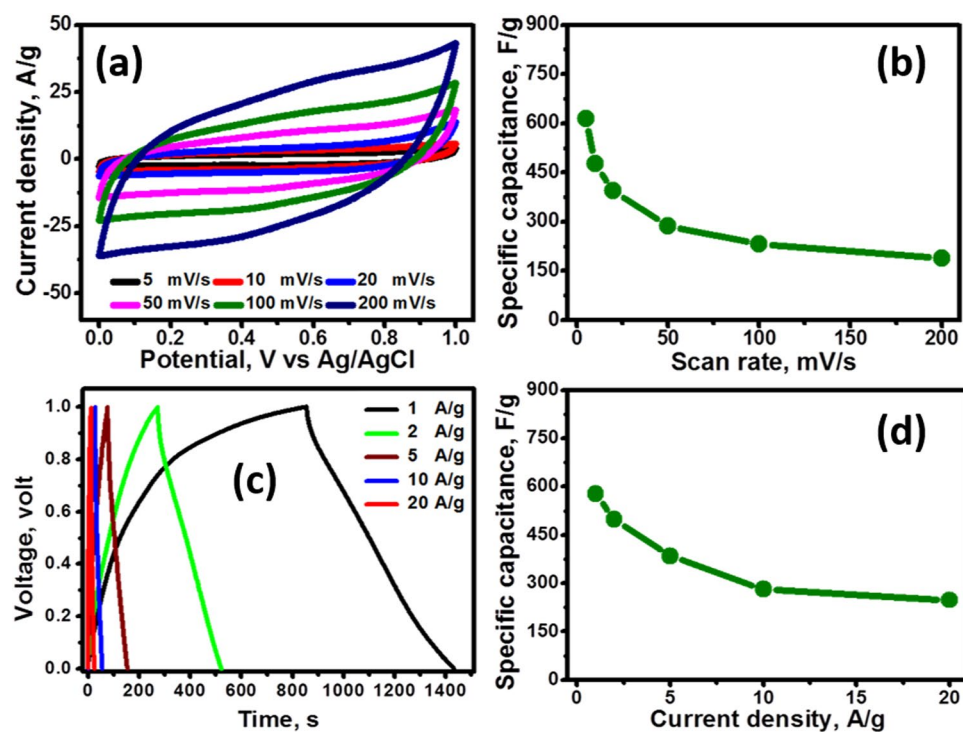 (a)
Current density, A/g
50
25
0
-25
-50
5 mV/s 10 mV/s 20 mV/s
50 mV/s 100 mV/s 200 mV/s
0.0 0.2 0.4 0.6 0.8 1.0
Potential, V vs Ag/AgCl
(b)
Specific capacitance, F/g
900
750
600
450
300
150
0
0 50 100 150 200
Scan rate, mV/s
(c)
Voltage, volt
1.0
0.8
0.6
0.4
0.2
0.0
1 A/g
2 A/g
5 A/g
10 A/g
20 A/g
0 200 400 600 800 1000 1200 1400
Time, s
(d)
Specific capacitance, F/g
900
750
600
450
300
150
0
0 5 10 15 20
Current density, A/g